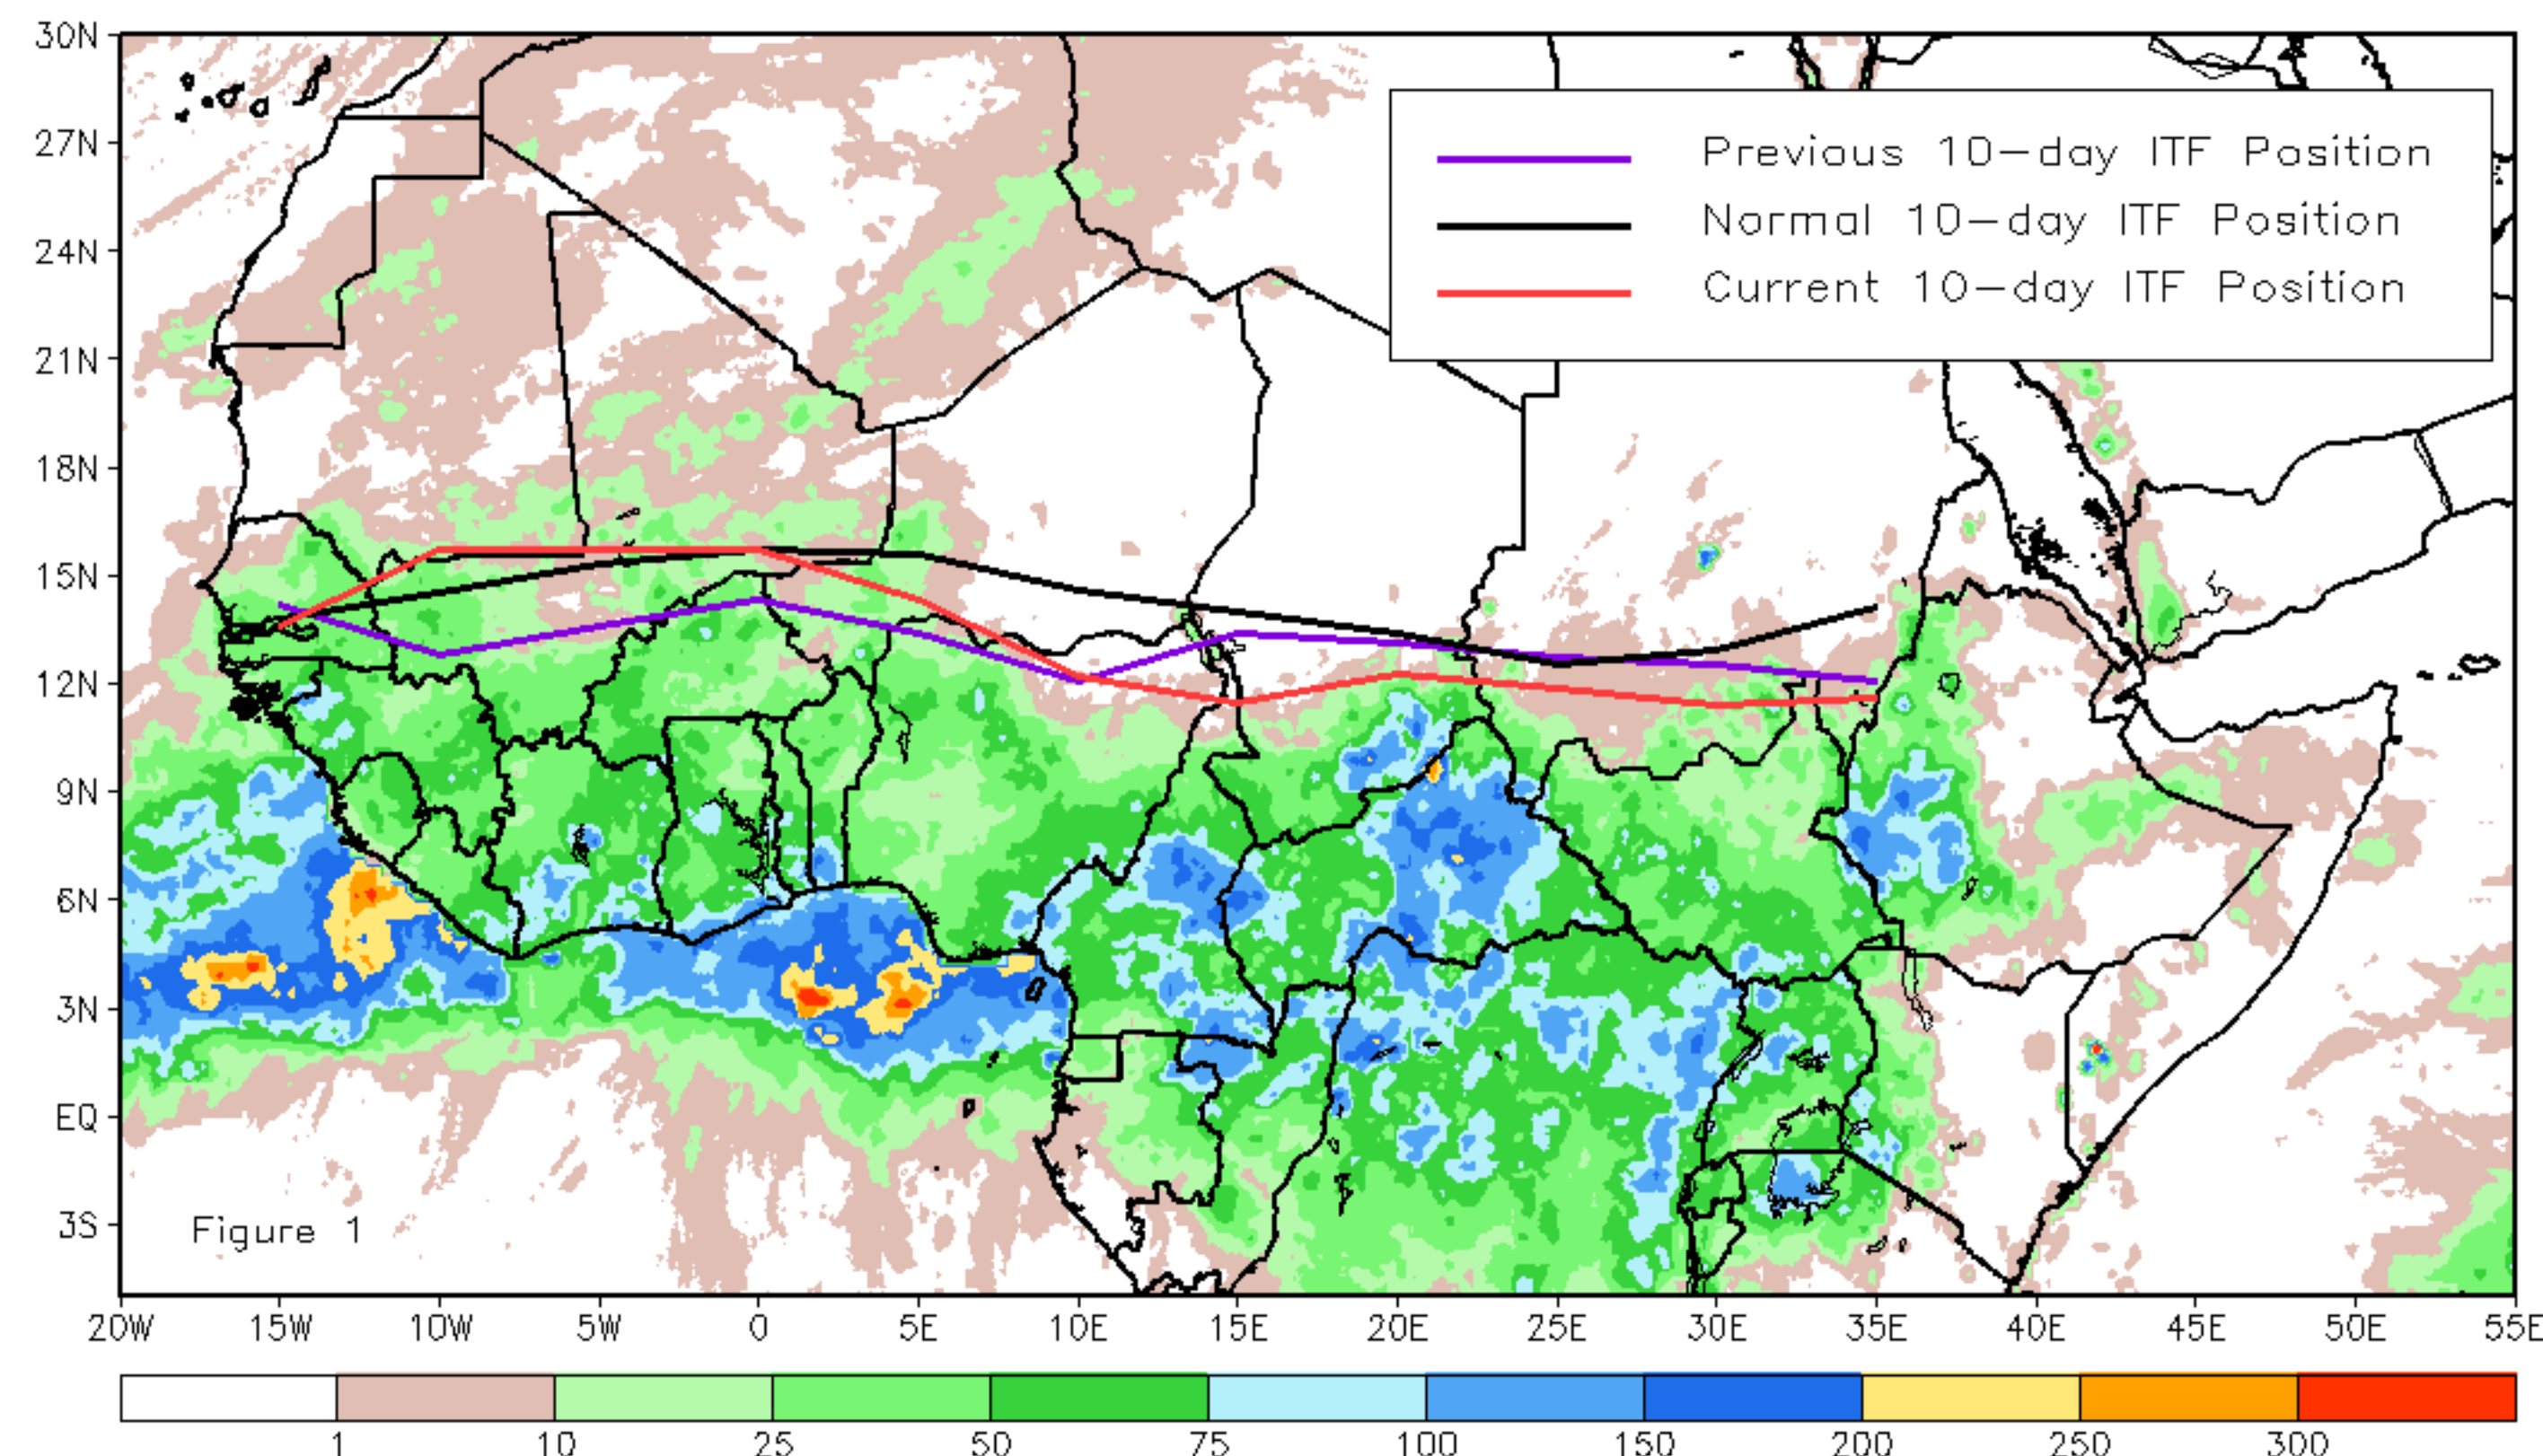 30N
27N
24N
21N
18N
15N
12N
9N
6N
3N
EQ
3S
Previous 10-day ITF Position
Normal 10-day ITF Position
Current 10-day ITF Position
Figure 1
20W 15W 10W 5W 0 5E 10E 15E 20E 25E 30E 35E 40E 45E 50E 55E
1 10 25 50 75 100 150 200 250 300